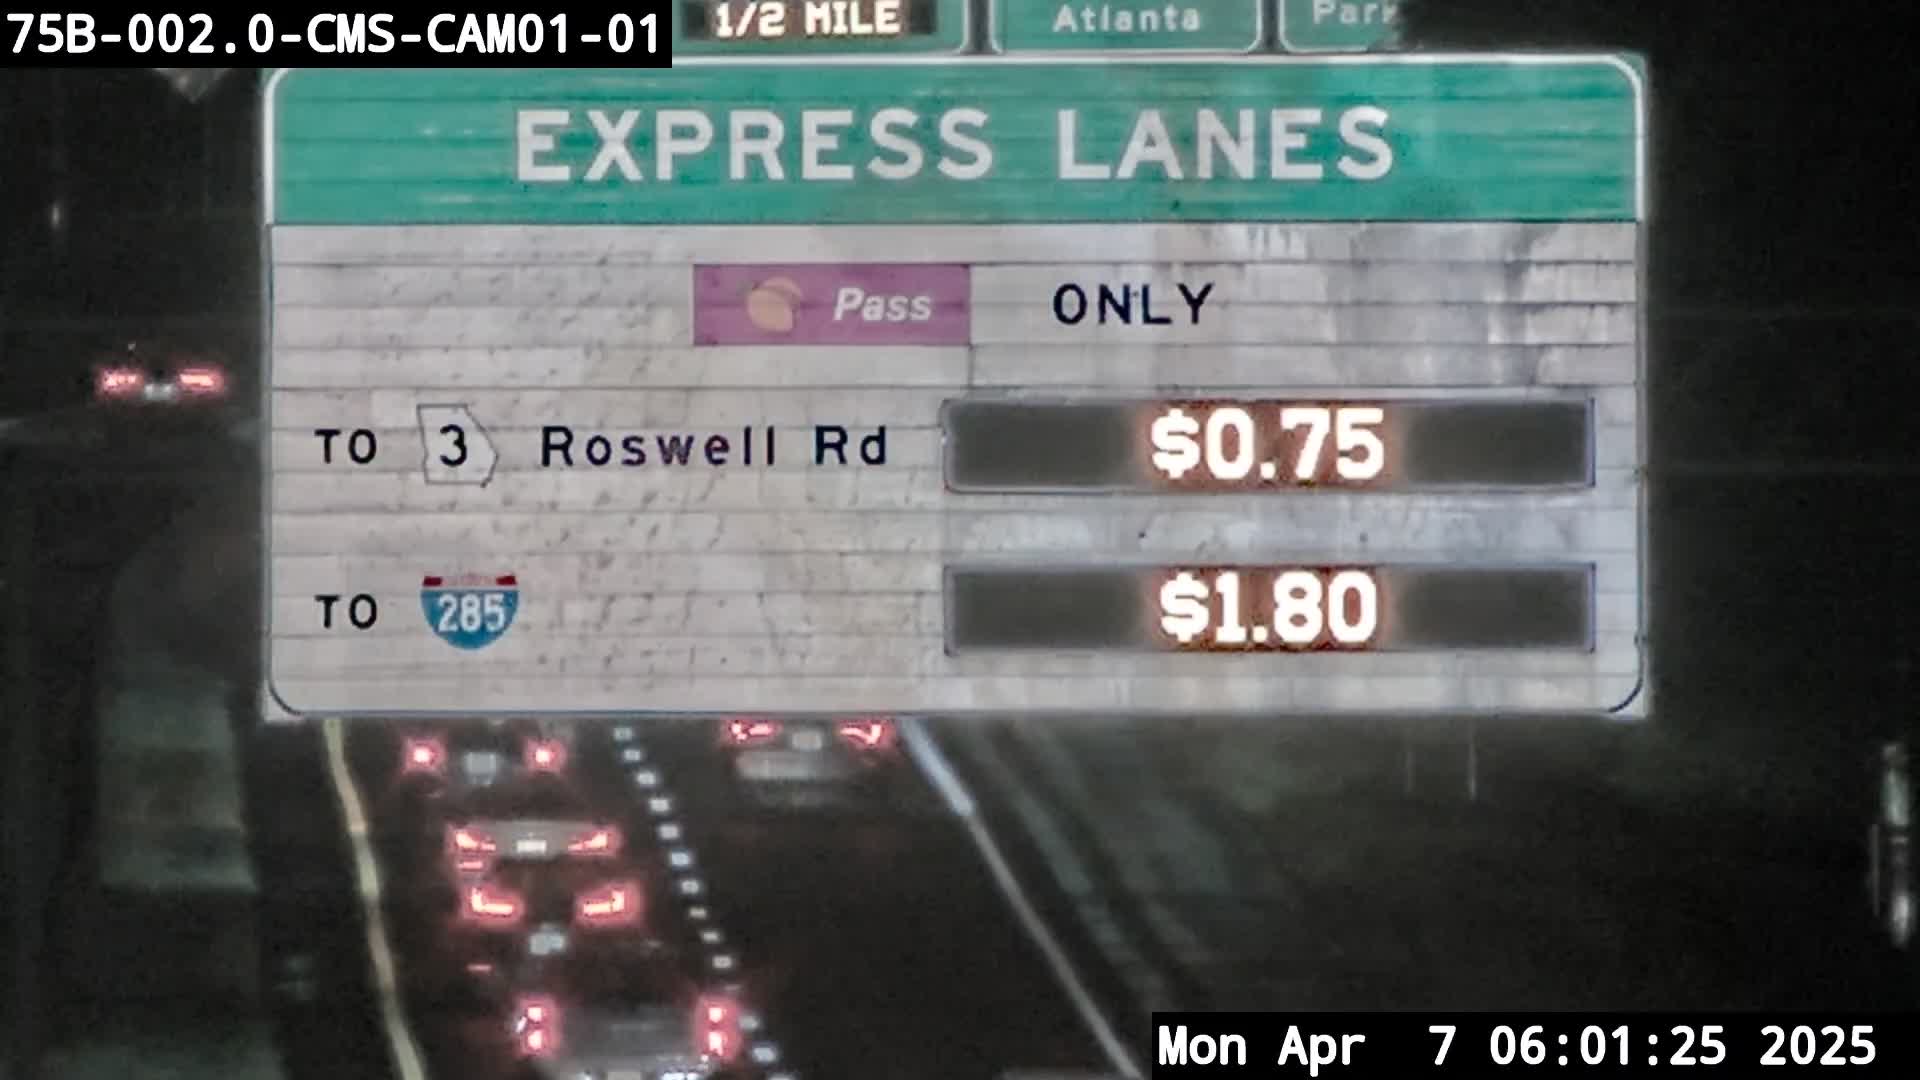 75B-002.0-CMS-CAM01-01
1/2 MILE
Atlanta
Park
EXPRESS LANES
Pass ONLY
TO 3 Roswell Rd $0.75
TO 285 $1.80
Mon Apr 7 06:01:25 2025